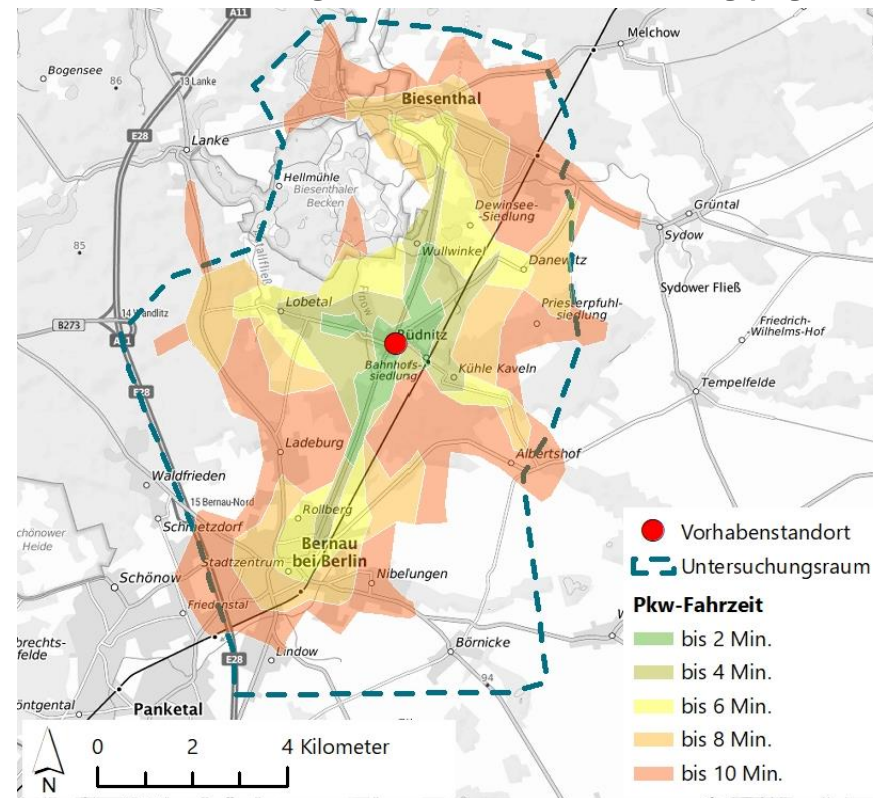 A11
Melchow
Bogensee
86
13 Lanke
Biesenthal
E28
Lanke
Hellmühle
Biesenthaler
Becken
Dewinsee-
-Siedlung
Grüntal
Sydow
85
Wullwinkel
Danewitz
Sydower Fließ
Lobetal
Finow
Priesterpfuhl-
siedlung
14 Wandlitz
B273
A11
Rüdnitz
Friedrich-
Wilhelms-Hof
Bahnhofs-
siedlung
Kühle Kaveln
Tempelfelde
E28
Ladeburg
Albertshof
Waldfrieden
15 Bernau-Nord
Schmetzdorf
Rollberg
Bernau
bei Berlin
Stadtzentrum
Schönow
Nibelungen
Friedenstal
Lindow
Börnicke
E28
94
Panketal
Vorhabenstandort
Untersuchungsraum
Pkw-Fahrzeit
bis 2 Min.
bis 4 Min.
bis 6 Min.
bis 8 Min.
bis 10 Min.
N
0 2 4 Kilometer